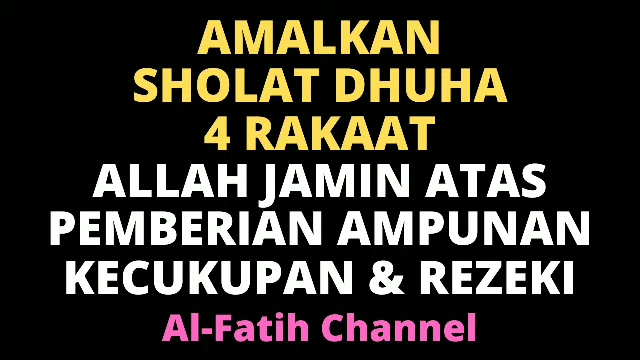 AMALKAN
SHOLAT DHUHA
4 RAKAAT
ALLAH JAMIN ATAS
PEMBERIAN AMPUNAN
KECUKUPAN & REZEKI
Al-Fatih Channel